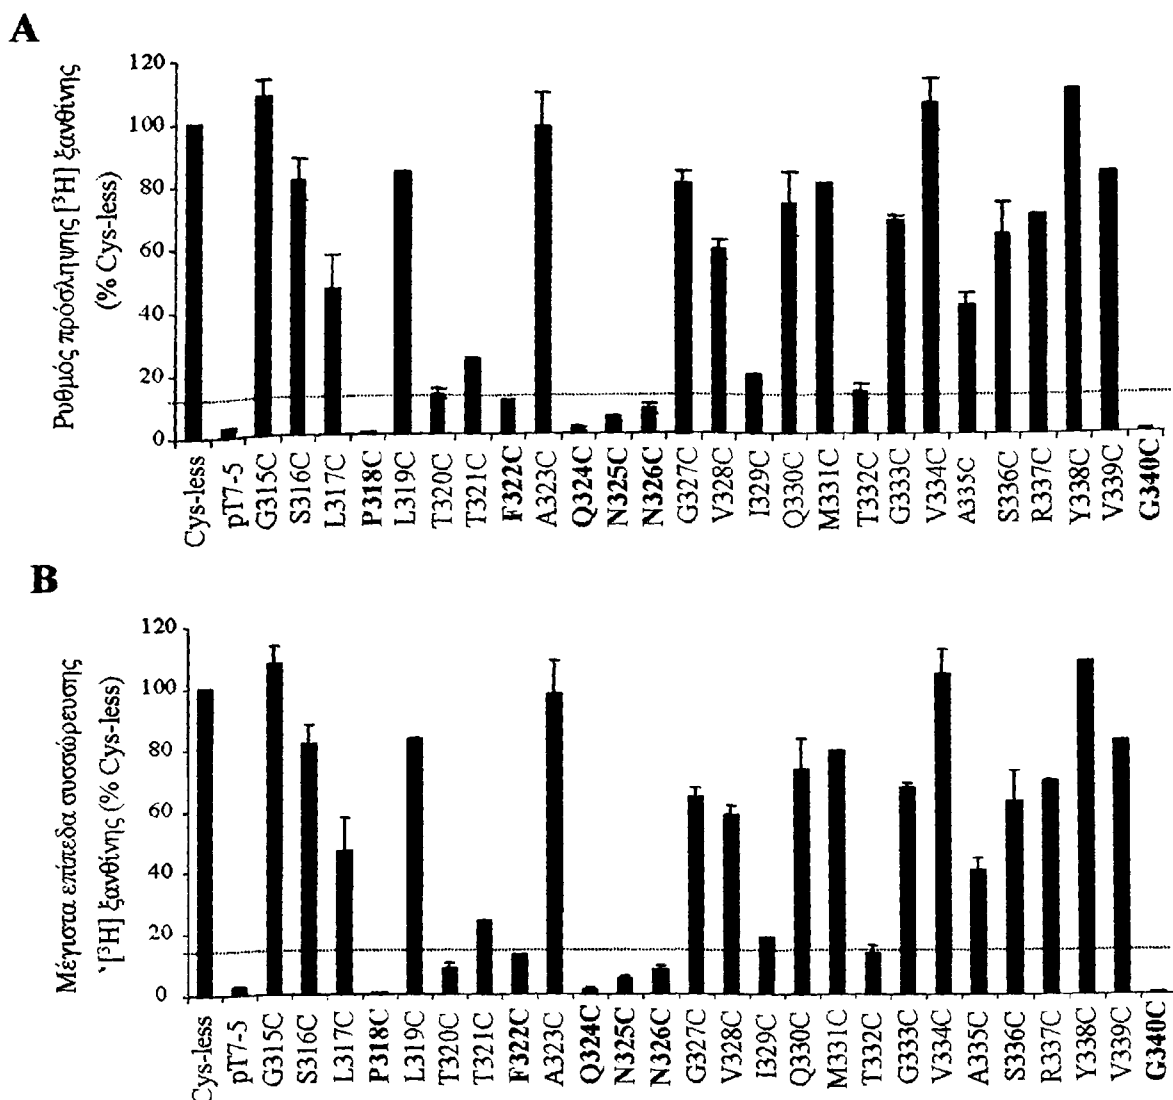 A
Ρυθμός πρόσληψης [³H] ξανθίνης
(% Cys-less)
120
100
80
60
40
20
0
Cys-less
pT7-5
G315C
S316C
L317C
P318C
L319C
T320C
T321C
F322C
A323C
Q324C
N325C
N326C
G327C
V328C
I329C
Q330C
M331C
T332C
G333C
V334C
A335C
S336C
R337C
Y338C
V339C
G340C
B
Μέγιστα επίπεδα συσσώρευσης
`[³H] ξανθίνης (% Cys-less)
120
100
80
60
40
20
0
Cys-less
pT7-5
G315C
S316C
L317C
P318C
L319C
T320C
T321C
F322C
A323C
Q324C
N325C
N326C
G327C
V328C
I329C
Q330C
M331C
T332C
G333C
V334C
A335C
S336C
R337C
Y338C
V339C
G340C